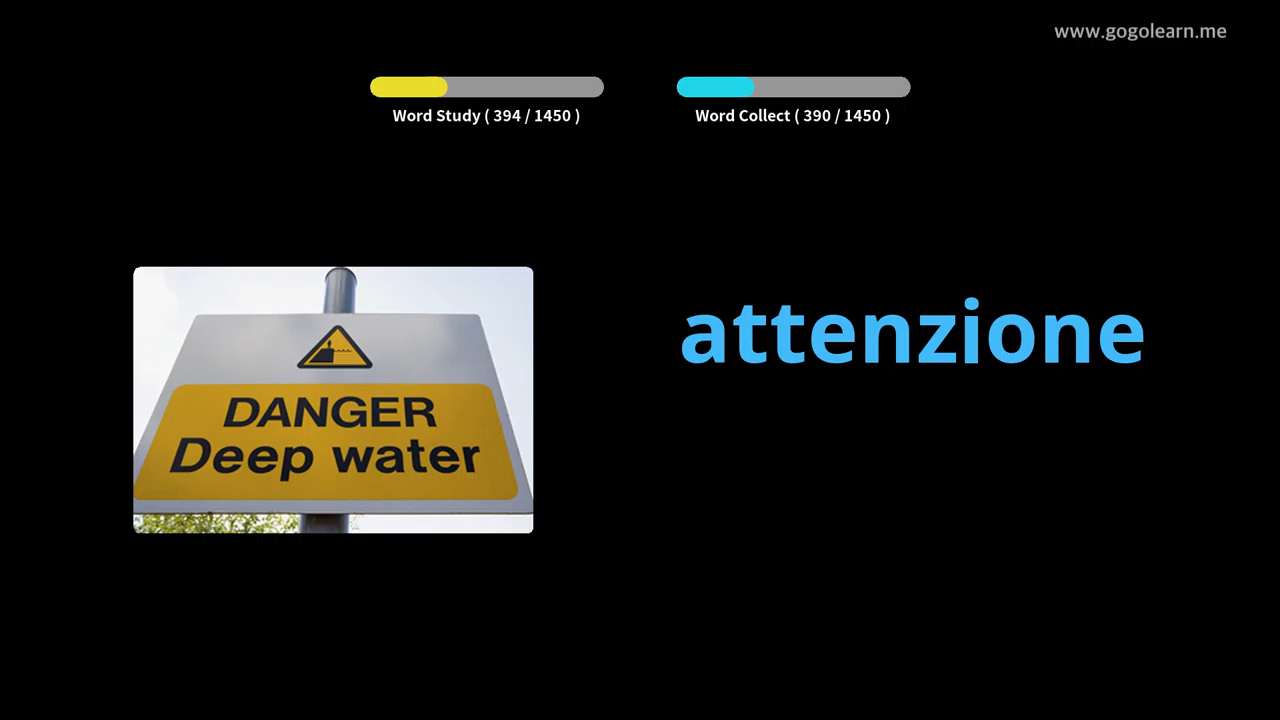 www.gogolearn.me
Word Study ( 394 / 1450 )
Word Collect ( 390 / 1450 )
attenzione
DANGER
Deep water